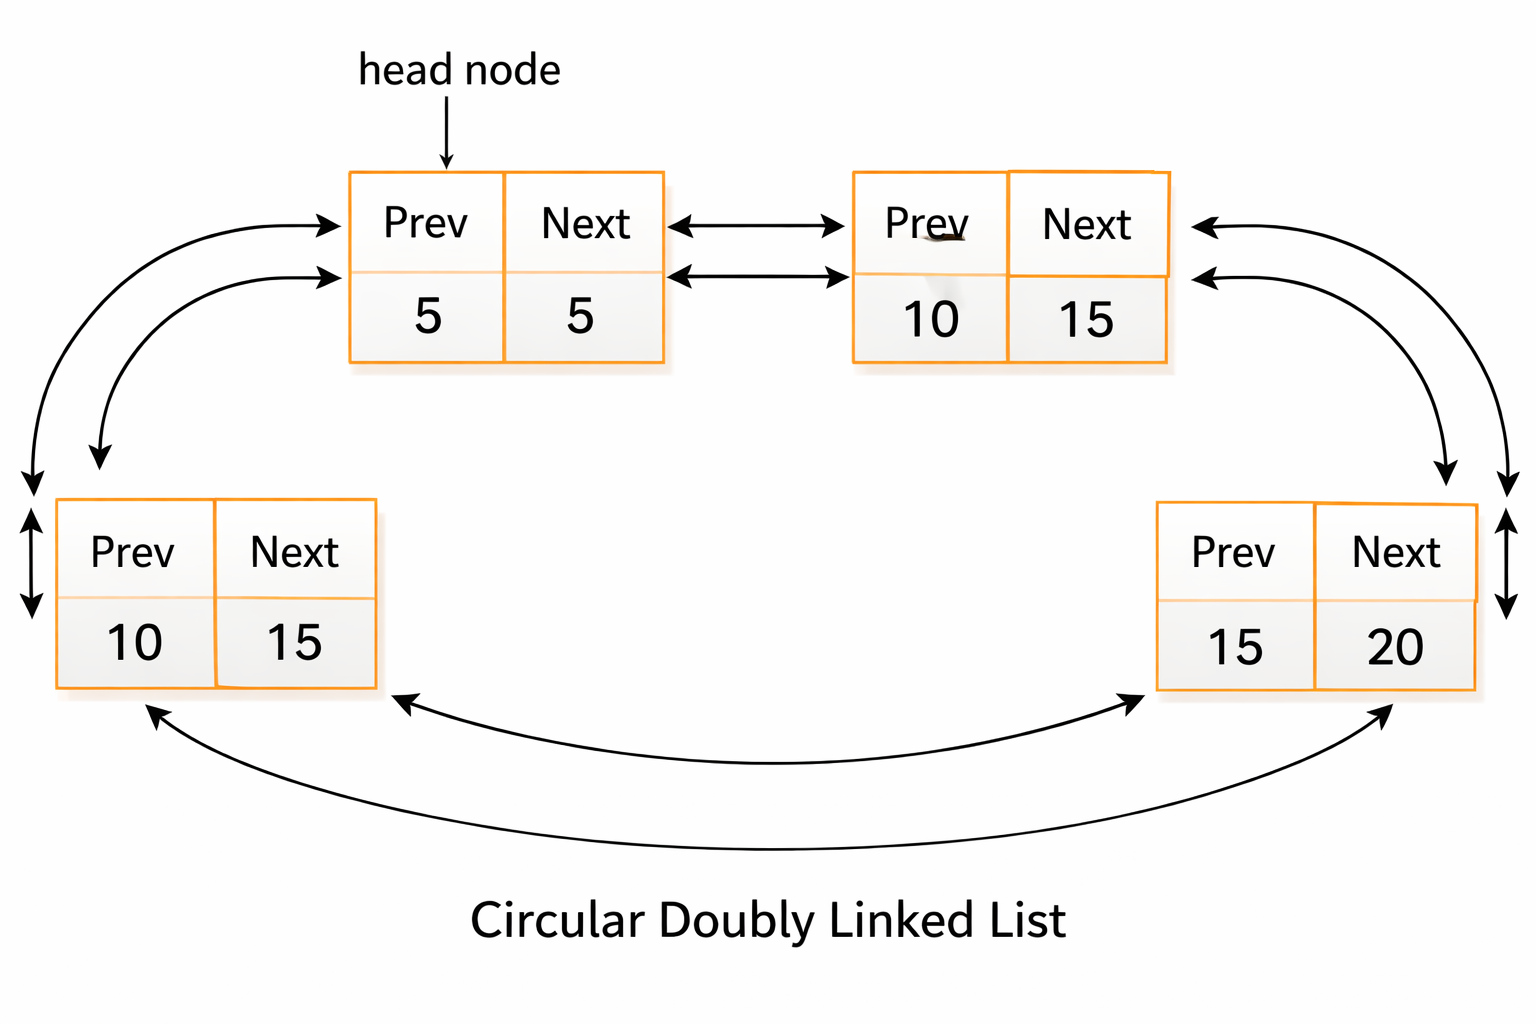 head node
Prev Next
5 5
Prev Next
10 15
Prev Next
10 15
Prev Next
15 20
Circular Doubly Linked List